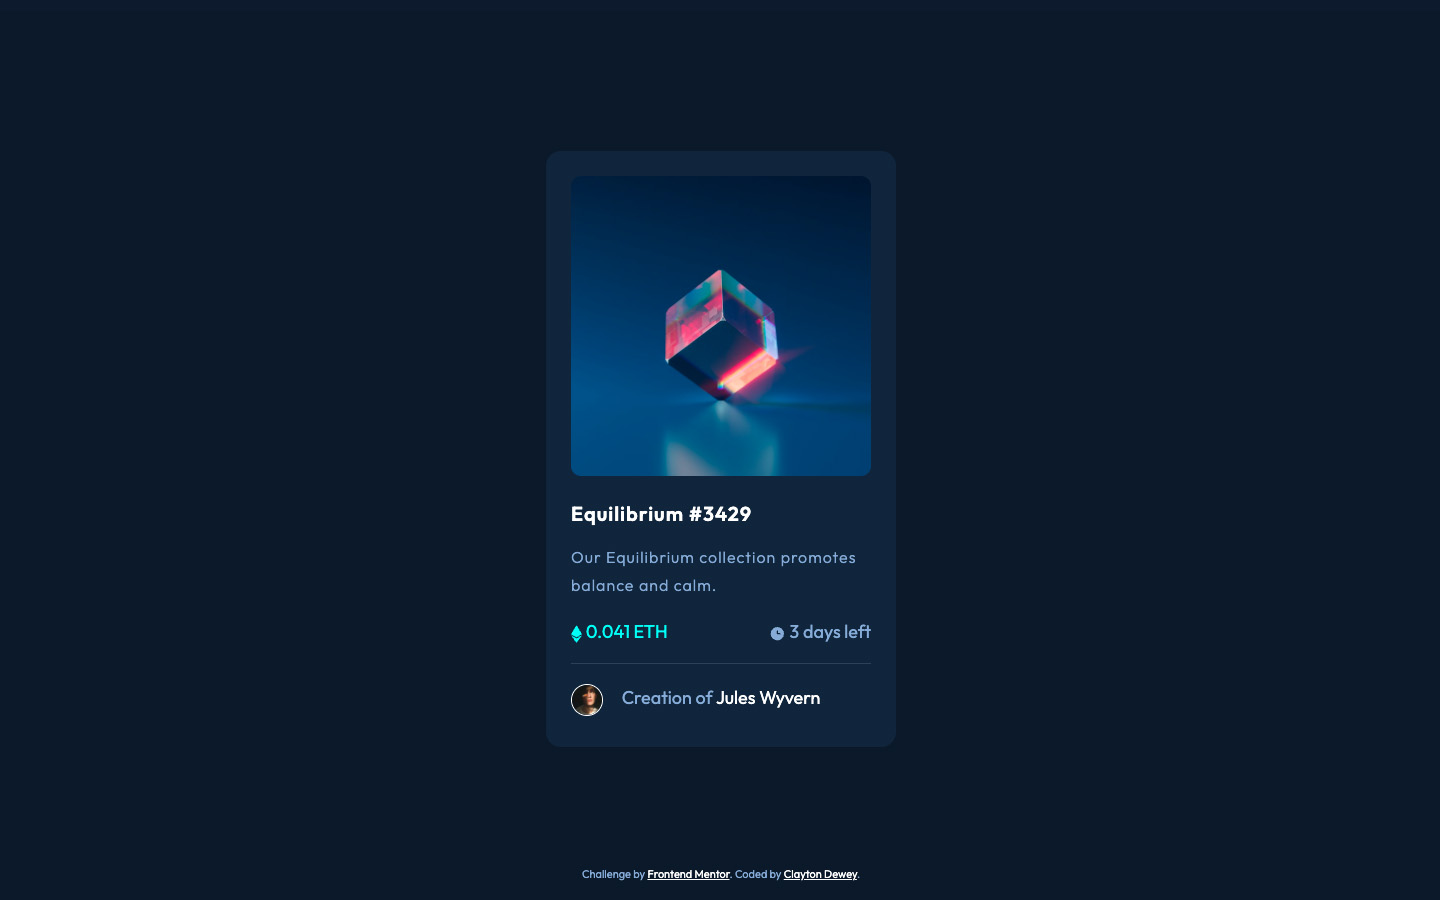 Equilibrium #3429
Our Equilibrium collection promotes
balance and calm.
0.041 ETH
3 days left
Creation of Jules Wyvern
Challenge by Frontend Mentor. Coded by Clayton Dewey.